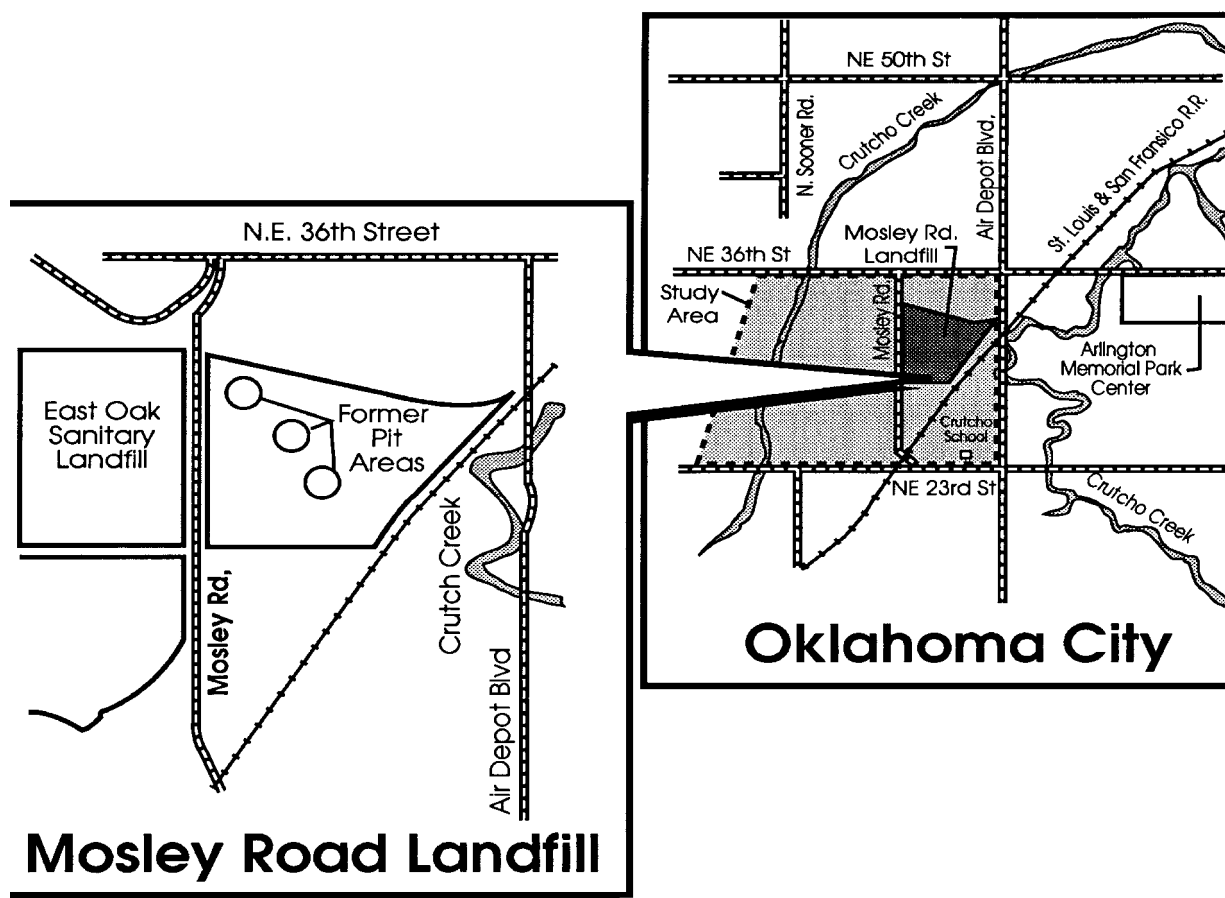 N.E. 36th Street
East Oak
Sanitary
Landfill
Former
Pit
Areas
Mosley Rd,
Crutch Creek
Air Depot Blvd
Mosley Road Landfill
NE 50th St
N. Sooner Rd.
Crutcho Creek
Air Depot Blvd,
St. Louis & San Fransico R.R.
NE 36th St
Mosley Rd.
Landfill
Study
Area
Mosley Rd,
Arlington
Memorial Park
Center
Crutcho
School
NE 23rd St
Crutcho Creek
Oklahoma City